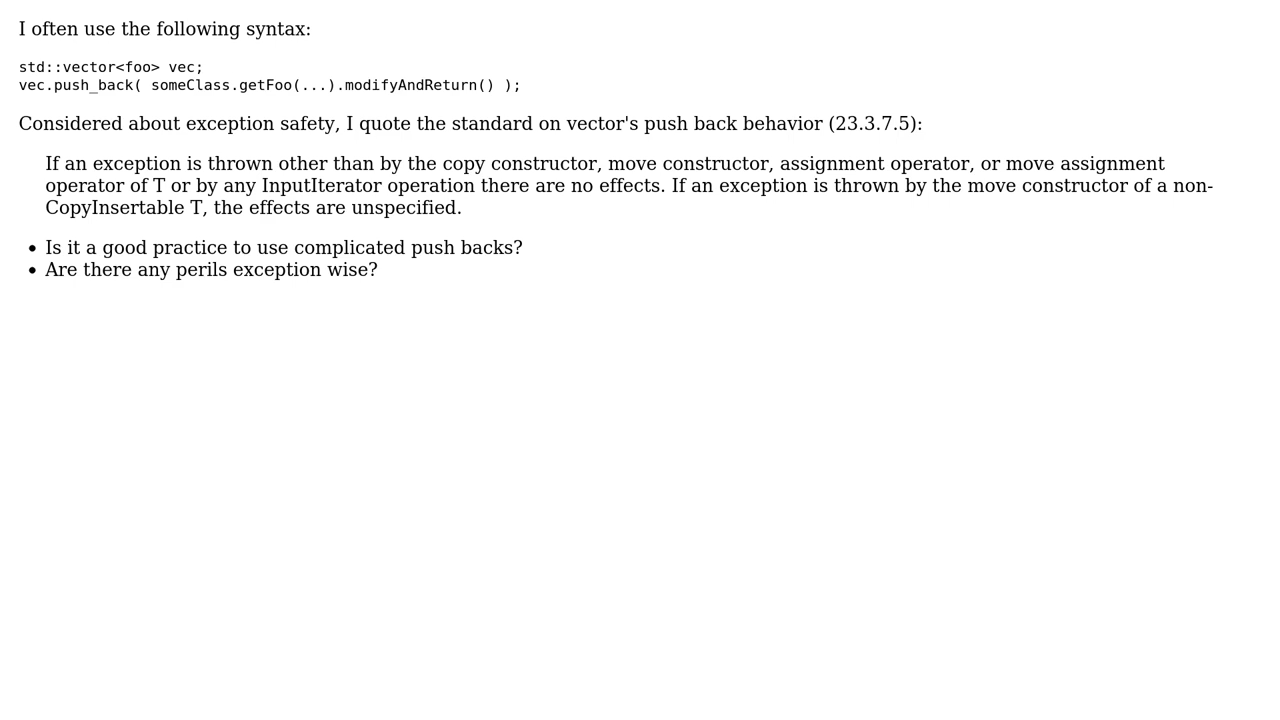 I often use the following syntax:
std::vector<foo> vec;
vec.push_back( someClass.getFoo(...).modifyAndReturn() );
Considered about exception safety, I quote the standard on vector's push back behavior (23.3.7.5):
If an exception is thrown other than by the copy constructor, move constructor, assignment operator, or move assignment
operator of T or by any InputIterator operation there are no effects. If an exception is thrown by the move constructor of a non-
CopyInsertable T, the effects are unspecified.
• Is it a good practice to use complicated push backs?
• Are there any perils exception wise?